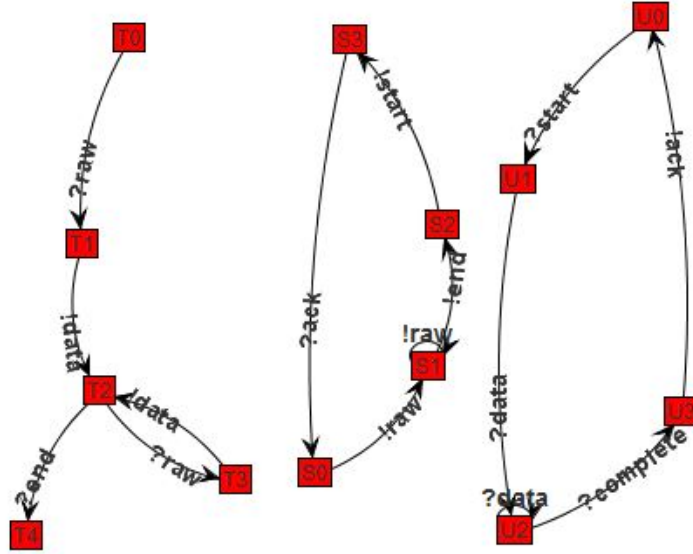 T0
?raw
T1
!data
T2
!data
?raw
T3
?end
T4
S3
!start
S2
?ack
!end
!raw
S1
!raw
S0
U0
?start
U1
!ack
?data
U3
?complete
?data
U2